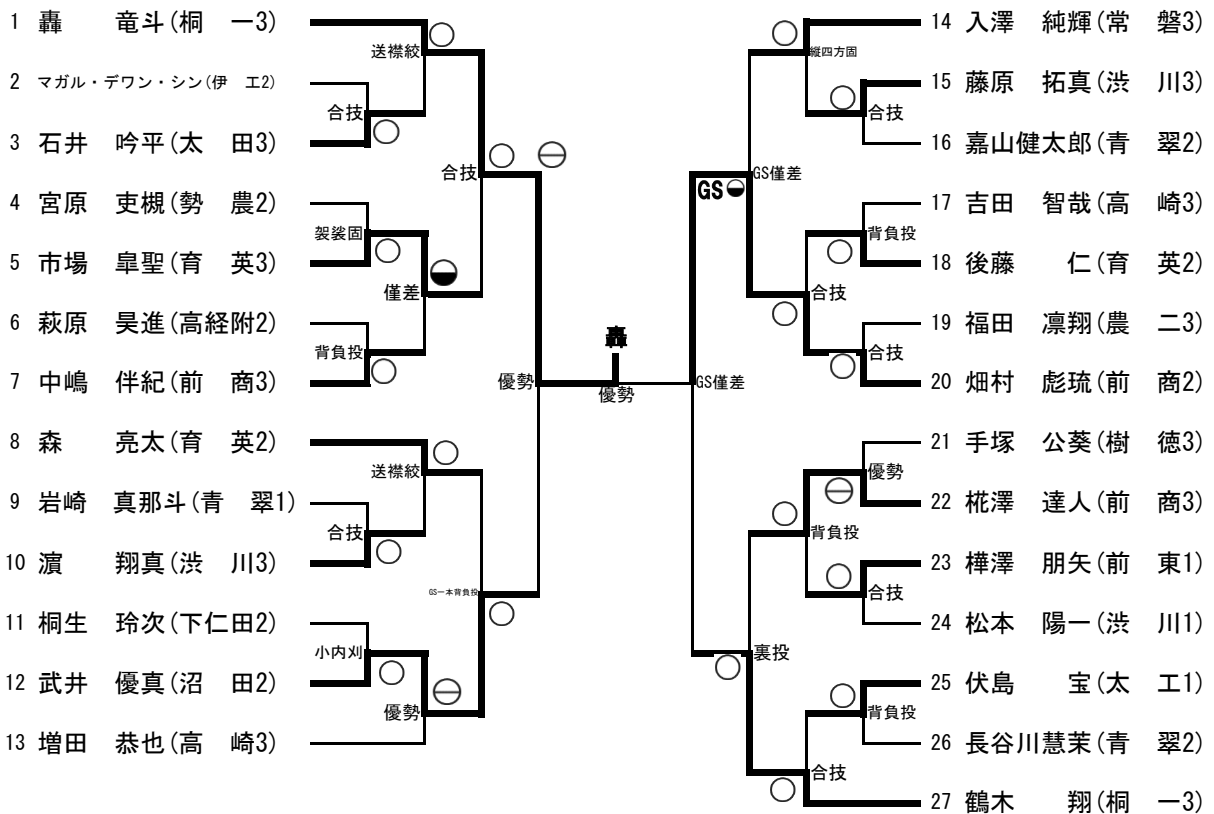 1 轟　竜斗(桐　一3)
2 マガル・デワン・シン(伊　工2)
3 石井　吟平(太　田3)
4 宮原　吏槻(勢　農2)
5 市場　皐聖(育　英3)
6 萩原　昊進(高経附2)
7 中嶋　伴紀(前　商3)
8 森　亮太(育　英2)
9 岩崎　真那斗(青　翠1)
10 濵　翔真(渋　川3)
11 桐生　玲次(下仁田2)
12 武井　優真(沼　田2)
13 増田　恭也(高　崎3)
送襟絞
合技
袈裟固
背負投
僅差
合技
送襟絞
合技
小内刈
優勢
GS一本背負投
優勢
轟
優勢
14 入澤　純輝(常　磐3)
15 藤原　拓真(渋　川3)
16 嘉山健太郎(青　翠2)
17 吉田　智哉(高　崎3)
18 後藤　仁(育　英2)
19 福田　凛翔(農　二3)
20 畑村　彪琉(前　商2)
21 手塚　公葵(樹　徳3)
22 椛澤　達人(前　商3)
23 樺澤　朋矢(前　東1)
24 松本　陽一(渋　川1)
25 伏島　宝(太　工1)
26 長谷川慧茉(青　翠2)
27 鶴木　翔(桐　一3)
縦四方固
合技
GS僅差
GS
背負投
合技
合技
GS僅差
優勢
背負投
合技
裏投
背負投
合技